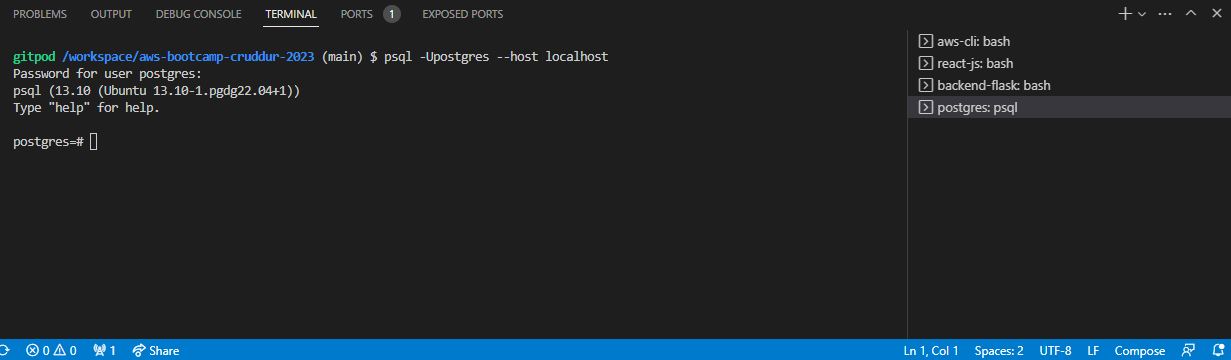 PROBLEMS OUTPUT DEBUG CONSOLE TERMINAL PORTS 1 EXPOSED PORTS
gitpod /workspace/aws-bootcamp-cruddur-2023 (main) $ psql -Upostgres --host localhost
Password for user postgres:
psql (13.10 (Ubuntu 13.10-1.pgdg22.04+1))
Type "help" for help.
postgres=#
aws-cli: bash
react-js: bash
backend-flask: bash
postgres: psql
0 0 1 Share Ln 1, Col 1 Spaces: 2 UTF-8 LF Compose